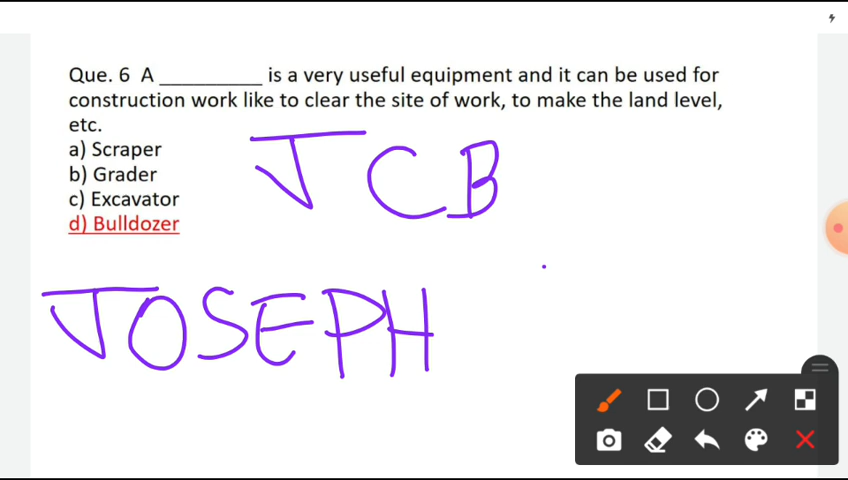 Que. 6 A __________ is a very useful equipment and it can be used for
construction work like to clear the site of work, to make the land level,
etc.
a) Scraper
b) Grader
c) Excavator
d) Bulldozer
JCB
JOSEPH